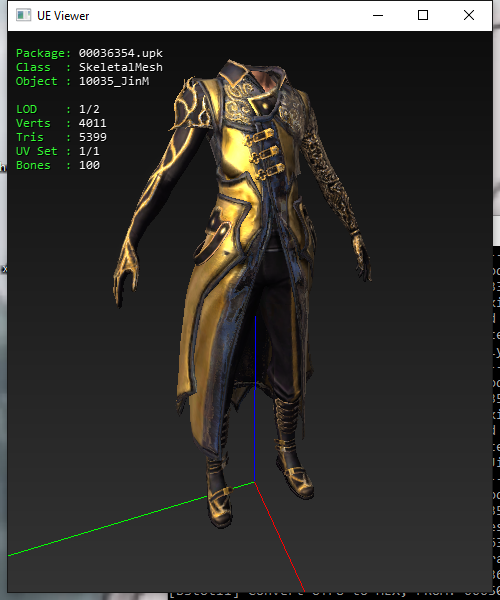 UE Viewer
Package: 00036354.upk
Class : SkeletalMesh
Object : 10035_JinM
LOD : 1/2
Verts : 4011
Tris : 5399
UV Set : 1/1
Bones : 100